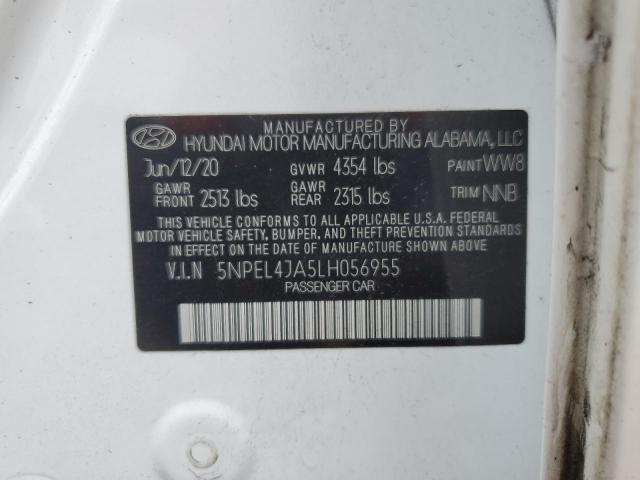 MANUFACTURED BY
HYUNDAI MOTOR MANUFACTURING ALABAMA, LLC
Jun/12/20 GVWR 4354 lbs PAINT WW8
GAWR FRONT 2513 lbs GAWR REAR 2315 lbs TRIM NNB
THIS VEHICLE CONFORMS TO ALL APPLICABLE U.S.A. FEDERAL
MOTOR VEHICLE SAFETY, BUMPER, AND THEFT PREVENTION
STANDARDS IN EFFECT ON THE DATE OF MANUFACTURE SHOWN ABOVE.
V.I.N 5NPEL4JA5LH056955
PASSENGER CAR